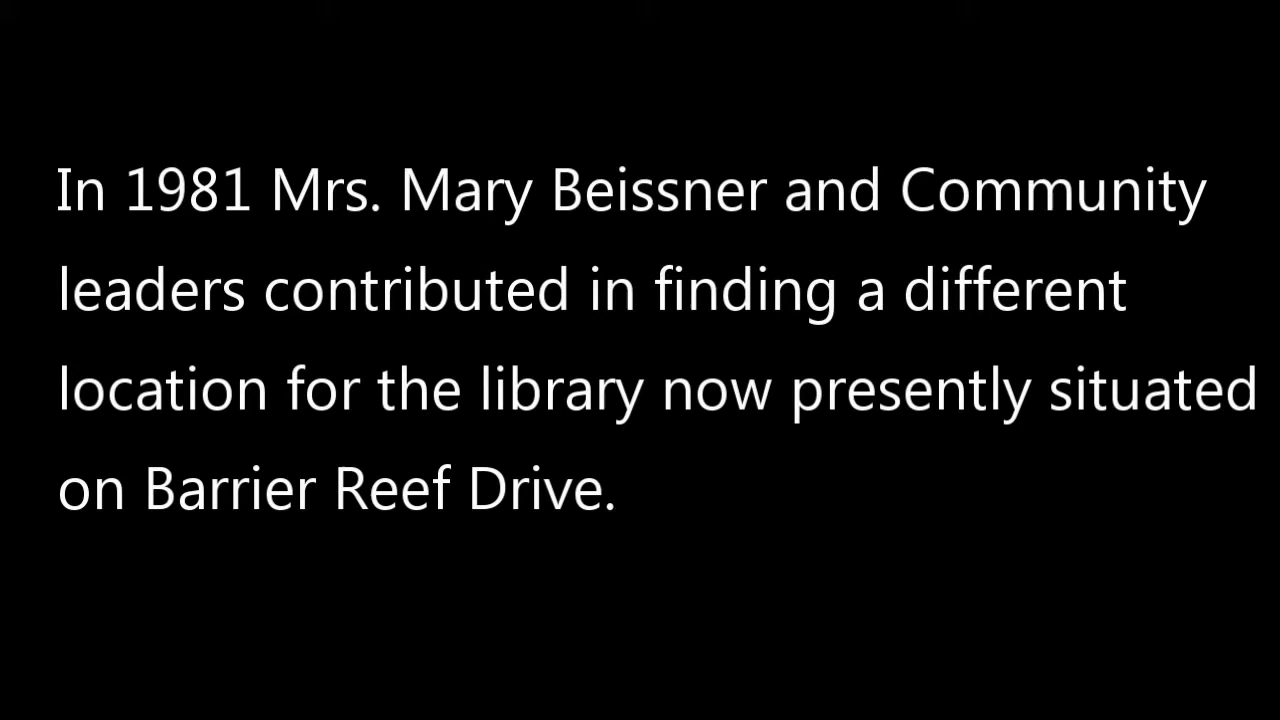 In 1981 Mrs. Mary Beissner and Community
leaders contributed in finding a different
location for the library now presently situated
on Barrier Reef Drive.